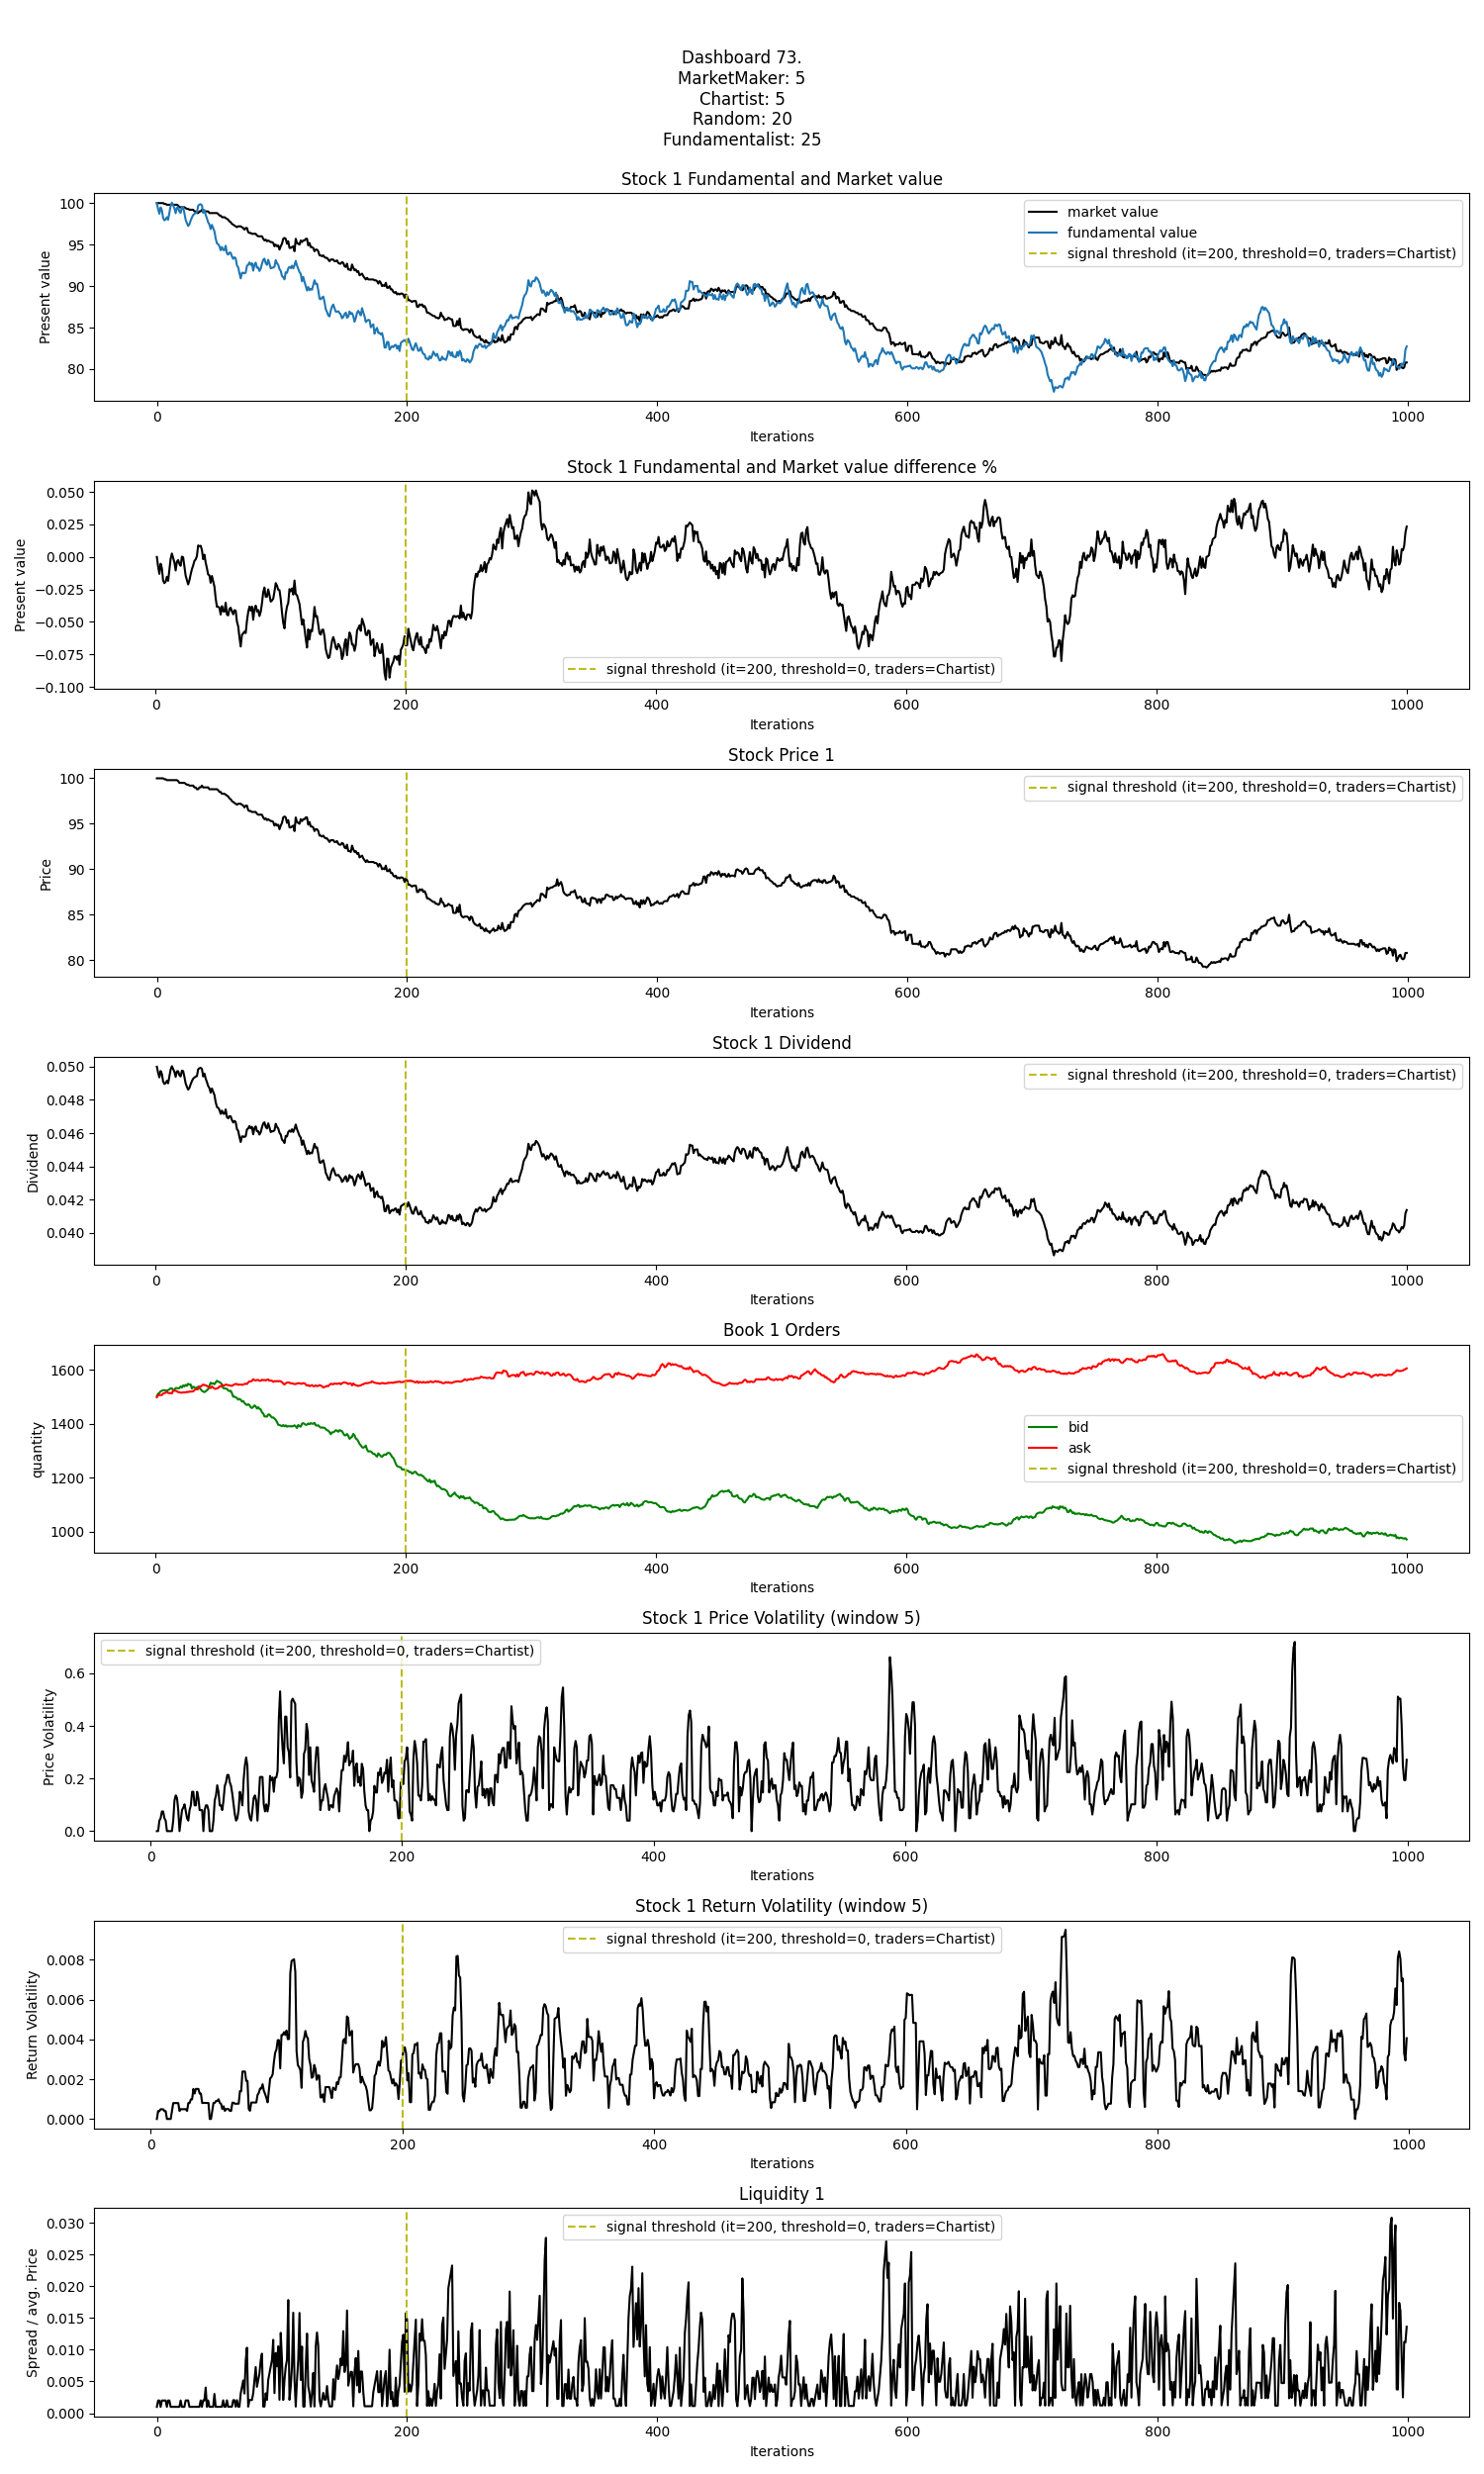 Dashboard 73.
MarketMaker: 5
Chartist: 5
Random: 20
Fundamentalist: 25
Stock 1 Fundamental and Market value
Present value
100
95
90
85
80
market value
fundamental value
signal threshold (it=200, threshold=0, traders=Chartist)
0 200 400 600 800 1000
Iterations
Stock 1 Fundamental and Market value difference %
Present value
0.050
0.025
0.000
−0.025
−0.050
−0.075
−0.100
signal threshold (it=200, threshold=0, traders=Chartist)
0 200 400 600 800 1000
Iterations
Stock Price 1
Price
100
95
90
85
80
signal threshold (it=200, threshold=0, traders=Chartist)
0 200 400 600 800 1000
Iterations
Stock 1 Dividend
Dividend
0.050
0.048
0.046
0.044
0.042
0.040
signal threshold (it=200, threshold=0, traders=Chartist)
0 200 400 600 800 1000
Iterations
Book 1 Orders
quantity
1600
1400
1200
1000
bid
ask
signal threshold (it=200, threshold=0, traders=Chartist)
0 200 400 600 800 1000
Iterations
Stock 1 Price Volatility (window 5)
Price Volatility
0.6
0.4
0.2
0.0
signal threshold (it=200, threshold=0, traders=Chartist)
0 200 400 600 800 1000
Iterations
Stock 1 Return Volatility (window 5)
Return Volatility
0.008
0.006
0.004
0.002
0.000
signal threshold (it=200, threshold=0, traders=Chartist)
0 200 400 600 800 1000
Iterations
Liquidity 1
Spread / avg. Price
0.030
0.025
0.020
0.015
0.010
0.005
0.000
signal threshold (it=200, threshold=0, traders=Chartist)
0 200 400 600 800 1000
Iterations